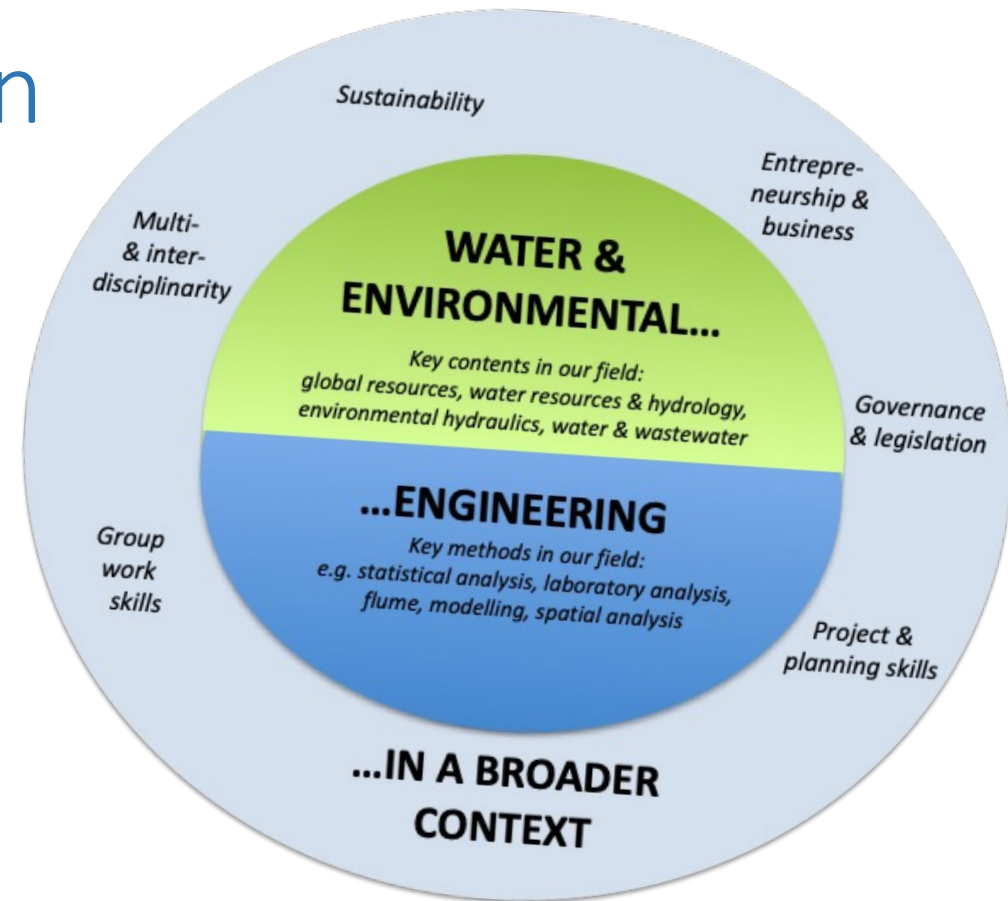 n
Sustainability
Entrepre-
neurship &
business
Multi-
& inter-
disciplinarity
WATER &
ENVIRONMENTAL...
Key contents in our field:
global resources, water resources & hydrology,
environmental hydraulics, water & wastewater
Governance
& legislation
...ENGINEERING
Key methods in our field:
e.g. statistical analysis, laboratory analysis,
flume, modelling, spatial analysis
Group
work
skills
Project &
planning skills
...IN A BROADER
CONTEXT